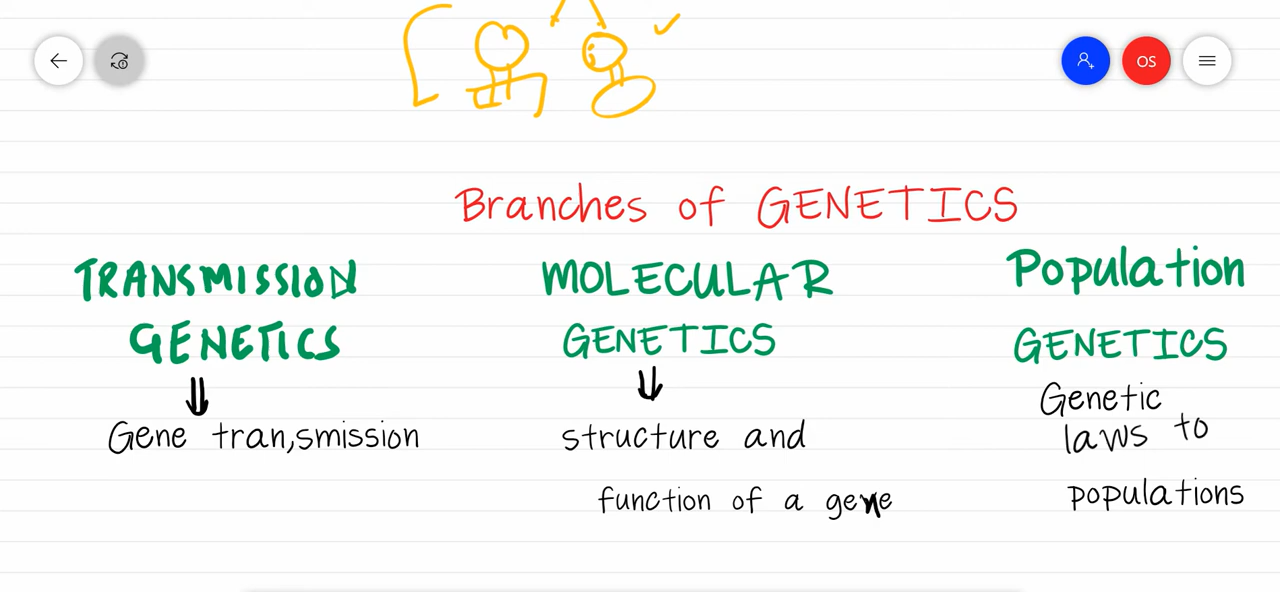 OS
Branches of GENETICS
TRANSMISSION
GENETICS
Gene tran,smission
MOLECULAR
GENETICS
structure and
function of a gene
Population
GENETICS
Genetic
laws to
populations